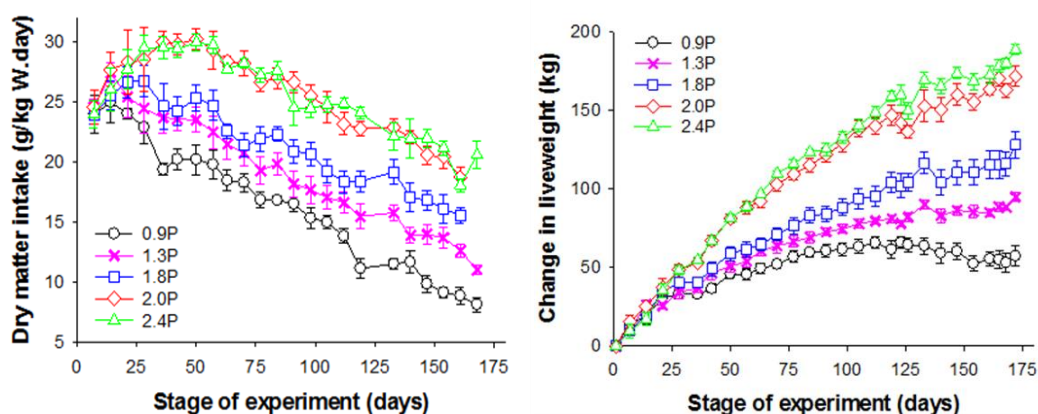 Dry matter intake (g/kg W.day)
30
25
20
15
10
5
0.9P
1.3P
1.8P
2.0P
2.4P
0 25 50 75 100 125 150 175
Stage of experiment (days)
Change in liveweight (kg)
200
150
100
50
0
0.9P
1.3P
1.8P
2.0P
2.4P
0 25 50 75 100 125 150 175
Stage of experiment (days)